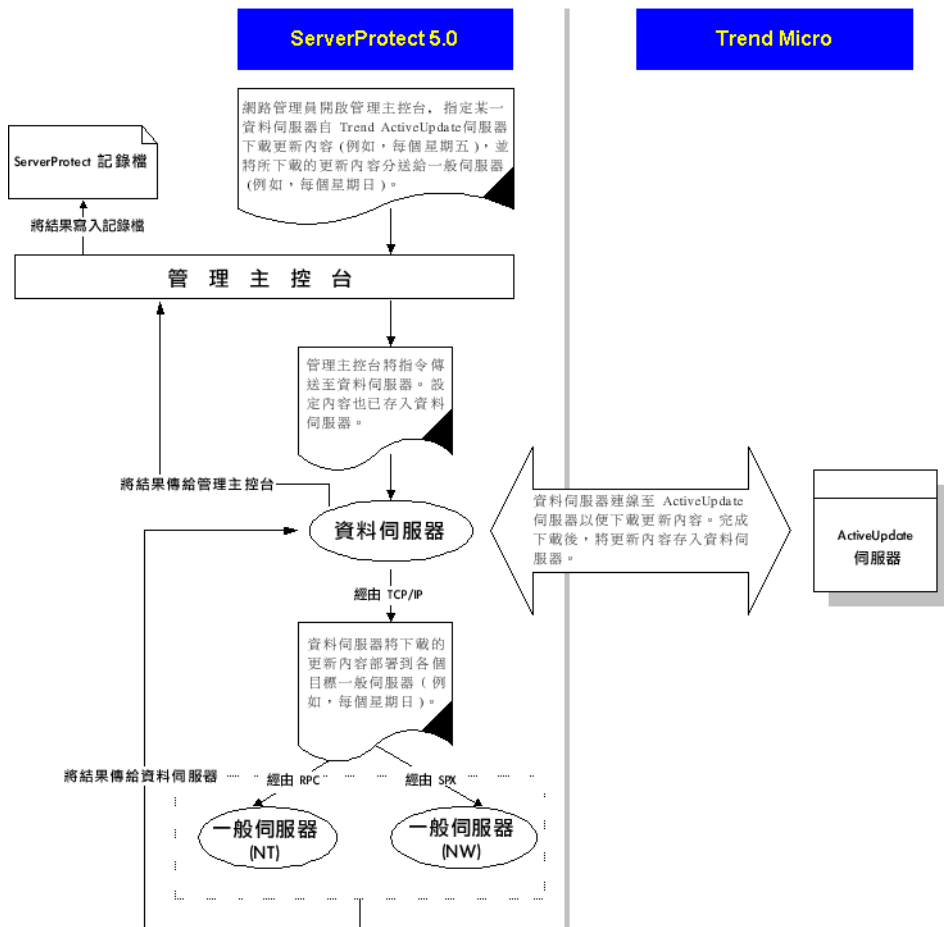 ServerProtect 5.0
Trend Micro
網路管理員開啟管理主控台，指定某一
資料伺服器自 Trend ActiveUpdate伺服器
下載更新內容 (例如，每個星期五)，並
將所下載的更新內容分送給一般伺服器
(例如，每個星期日)。
ServerProtect 記錄檔
將結果寫入記錄檔
管理主控台
管理主控台將指令傳
送至資料伺服器。設
定內容也已存入資料
伺服器。
將結果傳給管理主控台
資料伺服器
資料伺服器連線至 ActiveUpdate
伺服器以便下載更新內容。完成
下載後，將更新內容存入資料伺
服器。
ActiveUpdate
伺服器
經由 TCP/IP
資料伺服器將下載的
更新內容部署到各個
目標一般伺服器（例
如，每個星期日)。
將結果傳給資料伺服器
經由 RPC
經由 SPX
一般伺服器
(NT)
一般伺服器
(NW)